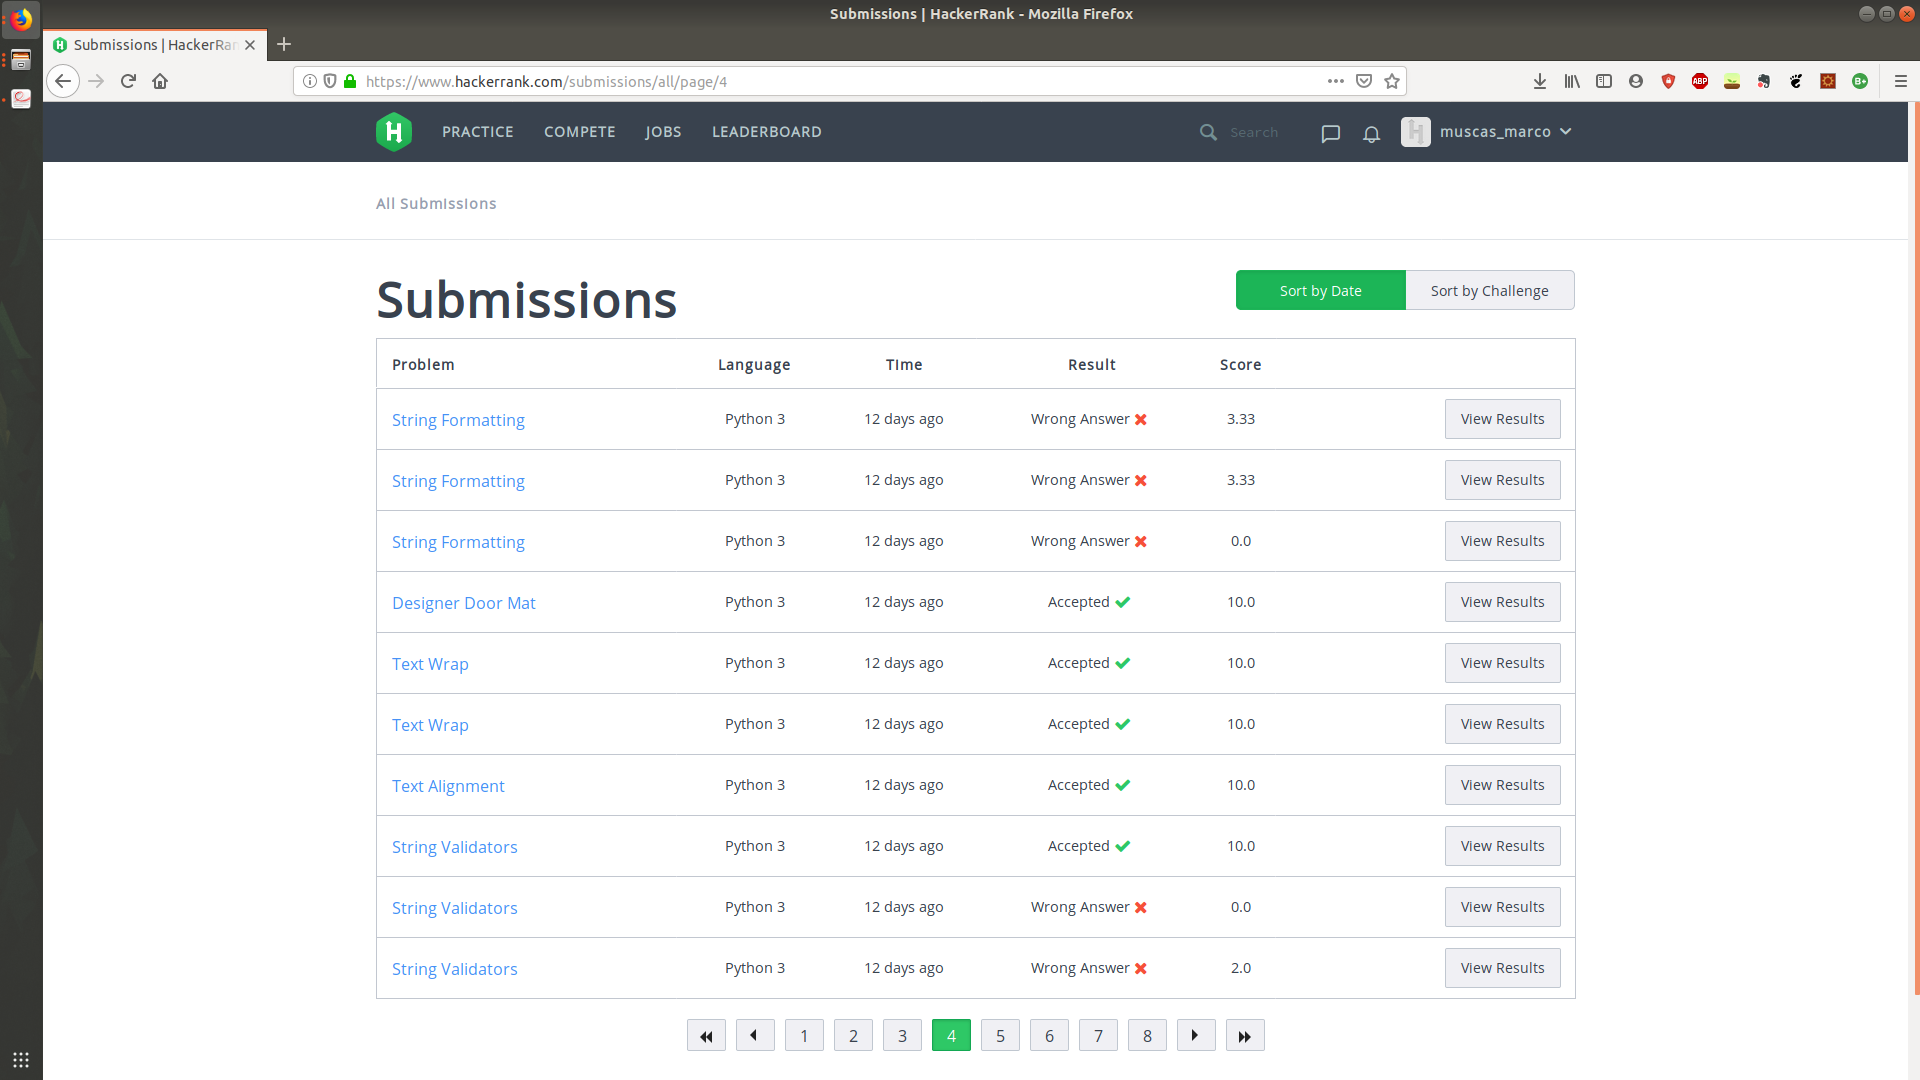 Submissions | HackerRank - Mozilla Firefox
Submissions | HackerRan
https://www.hackerrank.com/submissions/all/page/4
ABP
B+
H PRACTICE COMPETE JOBS LEADERBOARD Search muscas_marco
All Submissions
Submissions
Sort by Date Sort by Challenge
Problem Language Time Result Score
String Formatting Python 3 12 days ago Wrong Answer 3.33 View Results
String Formatting Python 3 12 days ago Wrong Answer 3.33 View Results
String Formatting Python 3 12 days ago Wrong Answer 0.0 View Results
Designer Door Mat Python 3 12 days ago Accepted 10.0 View Results
Text Wrap Python 3 12 days ago Accepted 10.0 View Results
Text Wrap Python 3 12 days ago Accepted 10.0 View Results
Text Alignment Python 3 12 days ago Accepted 10.0 View Results
String Validators Python 3 12 days ago Accepted 10.0 View Results
String Validators Python 3 12 days ago Wrong Answer 0.0 View Results
String Validators Python 3 12 days ago Wrong Answer 2.0 View Results
1 2 3 4 5 6 7 8